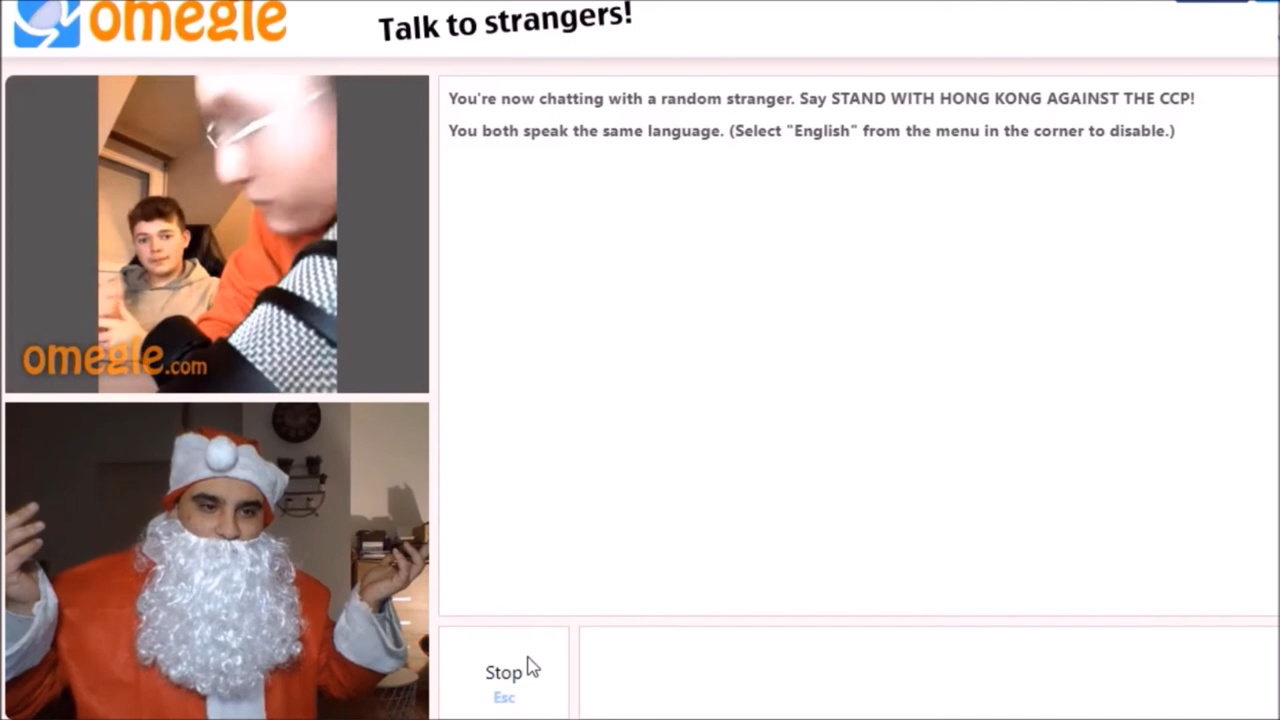 omegle
Talk to strangers!
You're now chatting with a random stranger. Say STAND WITH HONG KONG AGAINST THE CCP!
You both speak the same language. (Select "English" from the menu in the corner to disable.)
omegle.com
Stop
Esc